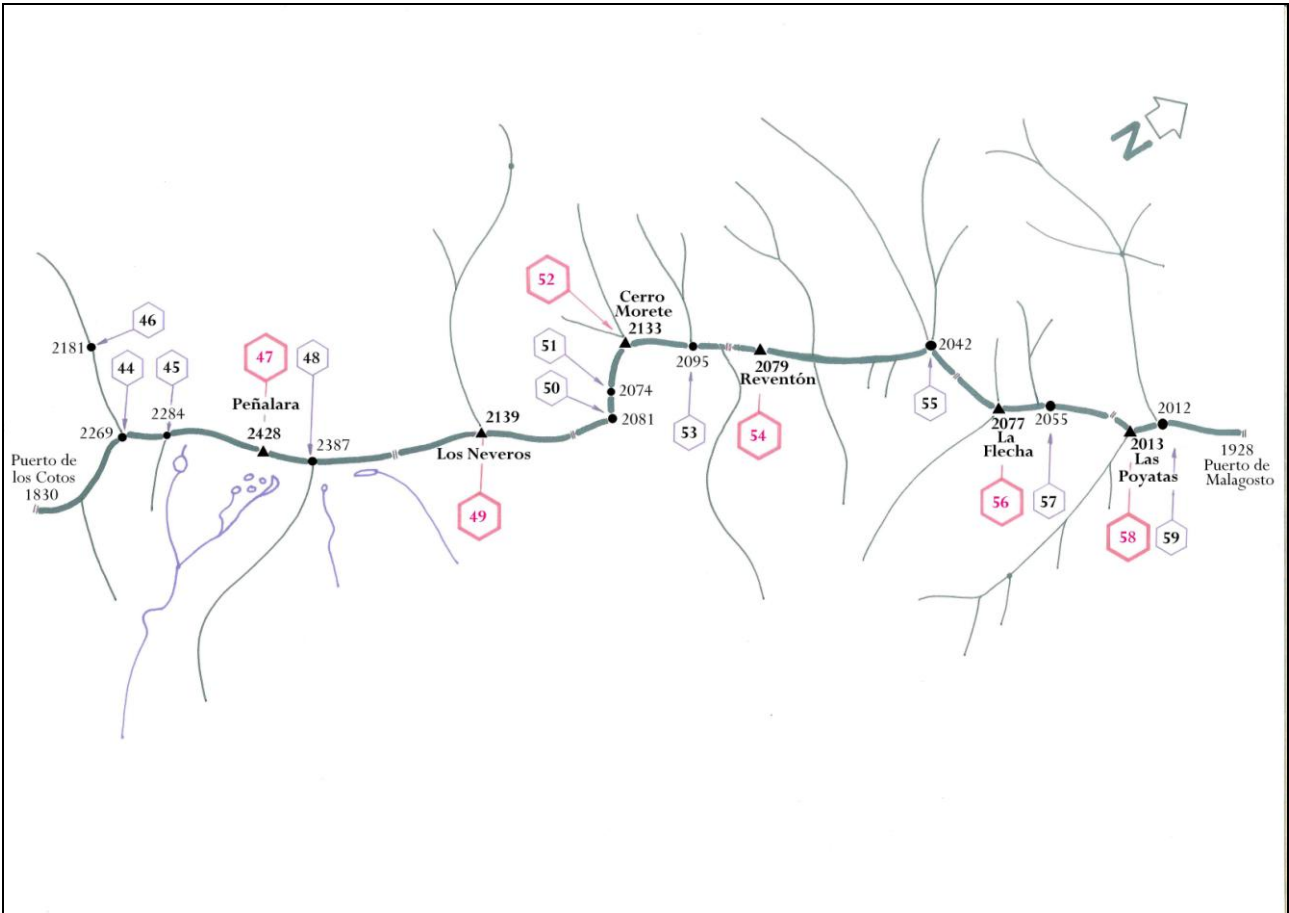 N
46
2181
44
45
47
48
2284
Peñalara
2428
2269
2387
Puerto de
los Cotos
1830
2139
Los Neveros
49
52
Cerro
Morete
2133
51
2074
50
2081
2095
53
2079
Reventón
54
2042
55
2077
La
Flecha
56
2055
57
2013
Las
Poyatas
58
2012
59
1928
Puerto de
Malagosto